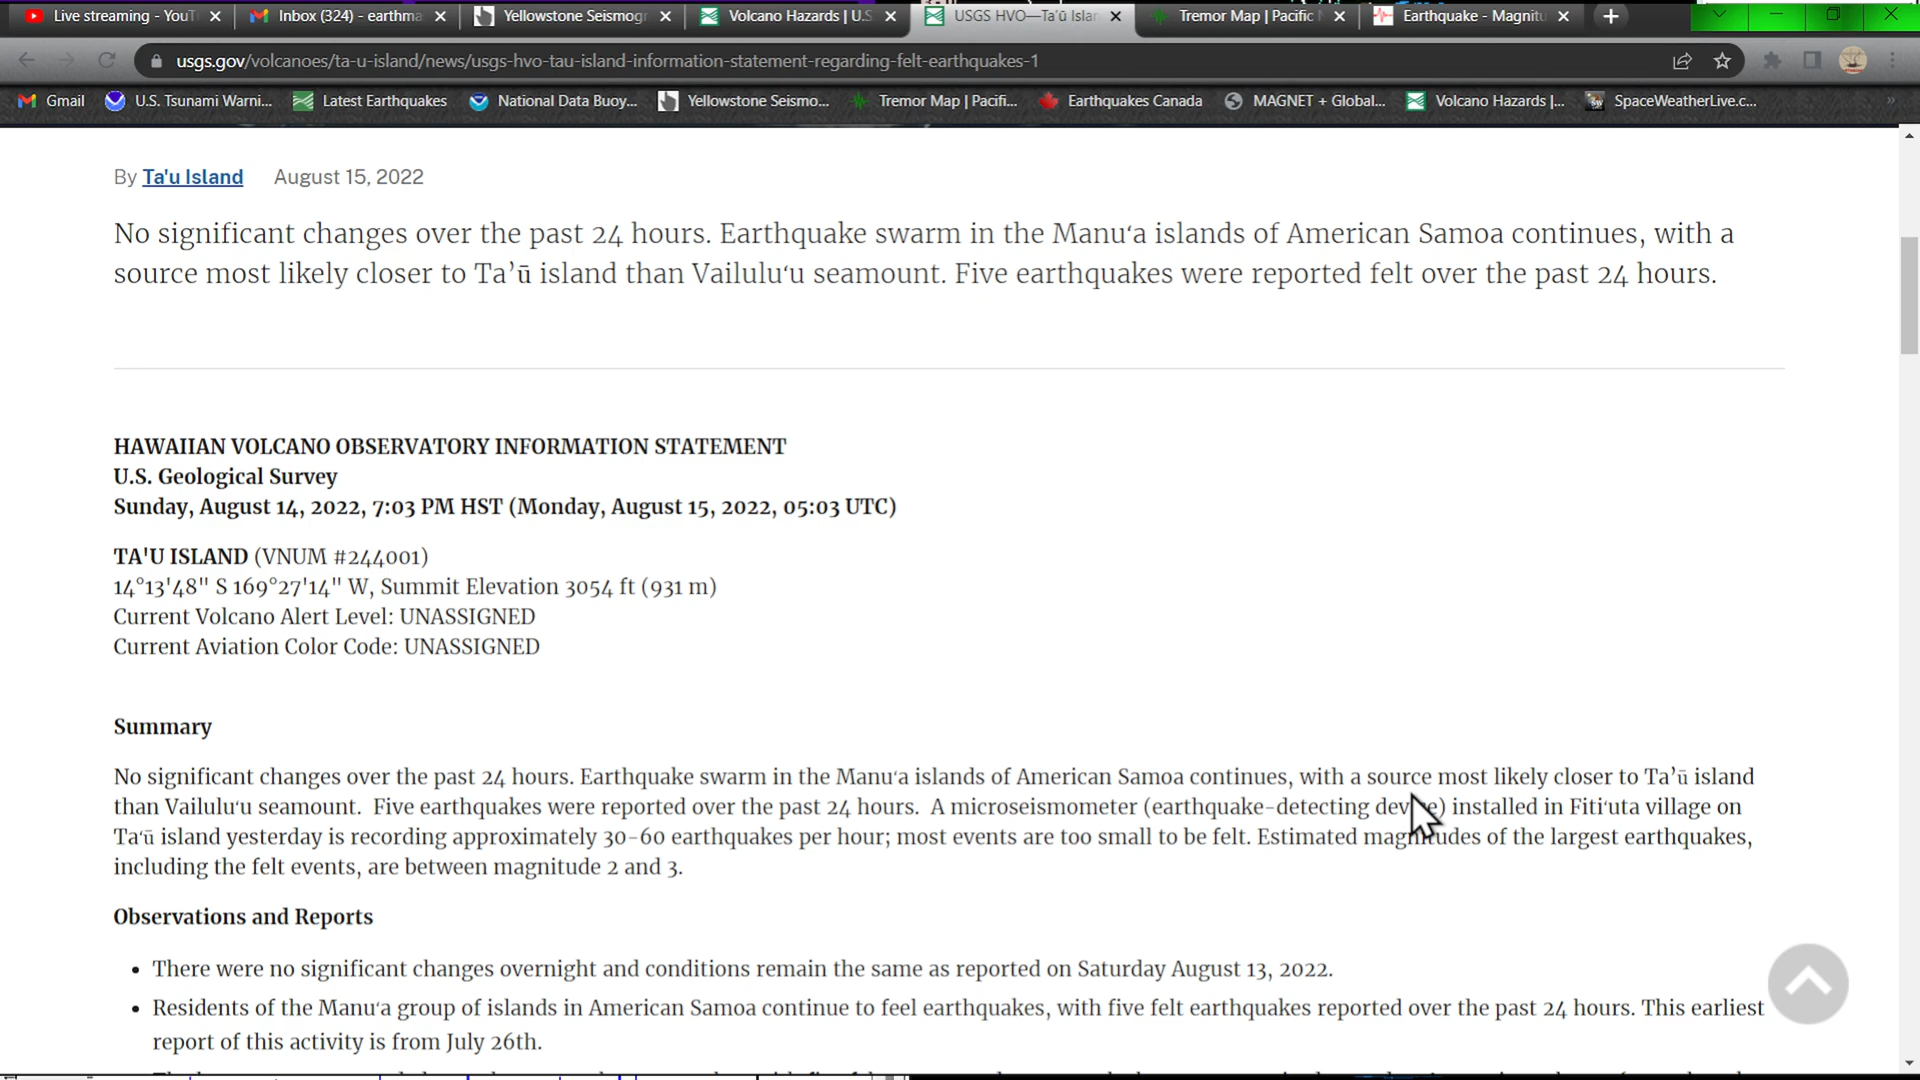 Live streaming - YouT
Inbox (324) - earthma
Yellowstone Seismogr
Volcano Hazards | U.S
USGS HVO—Ta‘ū Islan
Tremor Map | Pacific
Earthquake - Magnitu
usgs.gov/volcanoes/ta-u-island/news/usgs-hvo-tau-island-information-statement-regarding-felt-earthquakes-1
Gmail
U.S. Tsunami Warni...
Latest Earthquakes
National Data Buoy...
Yellowstone Seismo...
Tremor Map | Pacifi...
Earthquakes Canada
MAGNET + Global...
Volcano Hazards |...
SpaceWeatherLive.c...
By Ta'u Island August 15, 2022
No significant changes over the past 24 hours. Earthquake swarm in the Manu‘a islands of American Samoa continues, with a
source most likely closer to Ta’ū island than Vailulu‘u seamount. Five earthquakes were reported felt over the past 24 hours.
HAWAIIAN VOLCANO OBSERVATORY INFORMATION STATEMENT
U.S. Geological Survey
Sunday, August 14, 2022, 7:03 PM HST (Monday, August 15, 2022, 05:03 UTC)
TA'U ISLAND (VNUM #244001)
14°13'48" S 169°27'14" W, Summit Elevation 3054 ft (931 m)
Current Volcano Alert Level: UNASSIGNED
Current Aviation Color Code: UNASSIGNED
Summary
No significant changes over the past 24 hours. Earthquake swarm in the Manu‘a islands of American Samoa continues, with a source most likely closer to Ta’ū island
than Vailulu‘u seamount. Five earthquakes were reported over the past 24 hours. A microseismometer (earthquake-detecting device) installed in Fiti‘uta village on
Ta‘ū island yesterday is recording approximately 30-60 earthquakes per hour; most events are too small to be felt. Estimated magnitudes of the largest earthquakes,
including the felt events, are between magnitude 2 and 3.
Observations and Reports
• There were no significant changes overnight and conditions remain the same as reported on Saturday August 13, 2022.
• Residents of the Manu‘a group of islands in American Samoa continue to feel earthquakes, with five felt earthquakes reported over the past 24 hours. This earliest
report of this activity is from July 26th.